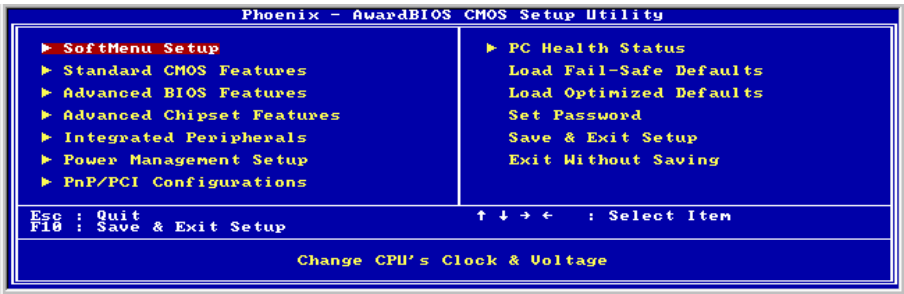 Phoenix - AwardBIOS CMOS Setup Utility
► SoftMenu Setup
► Standard CMOS Features
► Advanced BIOS Features
► Advanced Chipset Features
► Integrated Peripherals
► Power Management Setup
► PnP/PCI Configurations
► PC Health Status
Load Fail-Safe Defaults
Load Optimized Defaults
Set Password
Save & Exit Setup
Exit Without Saving
Esc : Quit
F10 : Save & Exit Setup
↑ ↓ → ← : Select Item
Change CPU's Clock & Voltage